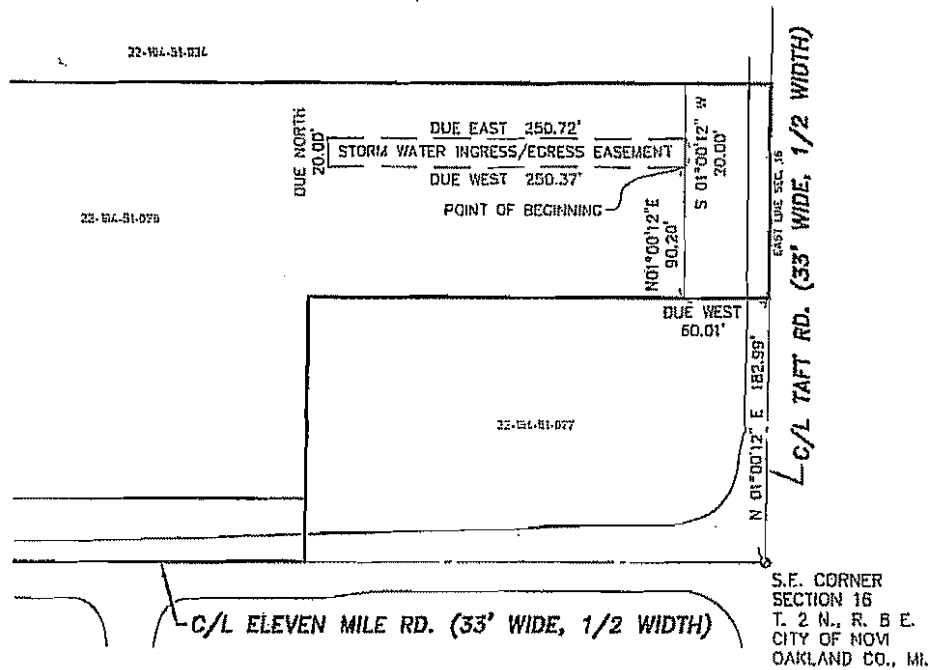 DUE NORTH
20.00'
DUE EAST 250.72'
STORM WATER INGRESS/EGRESS EASEMENT
DUE WEST 250.37'
POINT OF BEGINNING
S 01°00'12" W
20.00'
N01°00'12"E
90.20'
EAST LINE SEC. 16
C/L TAFT RD. (33' WIDE, 1/2 WIDTH)
DUE WEST
60.01'
N 01°00'12" E 182.99'
C/L ELEVEN MILE RD. (33' WIDE, 1/2 WIDTH)
S.E. CORNER
SECTION 16
T. 2 N., R. 8 E.
CITY OF NOVI
OAKLAND CO., MI.